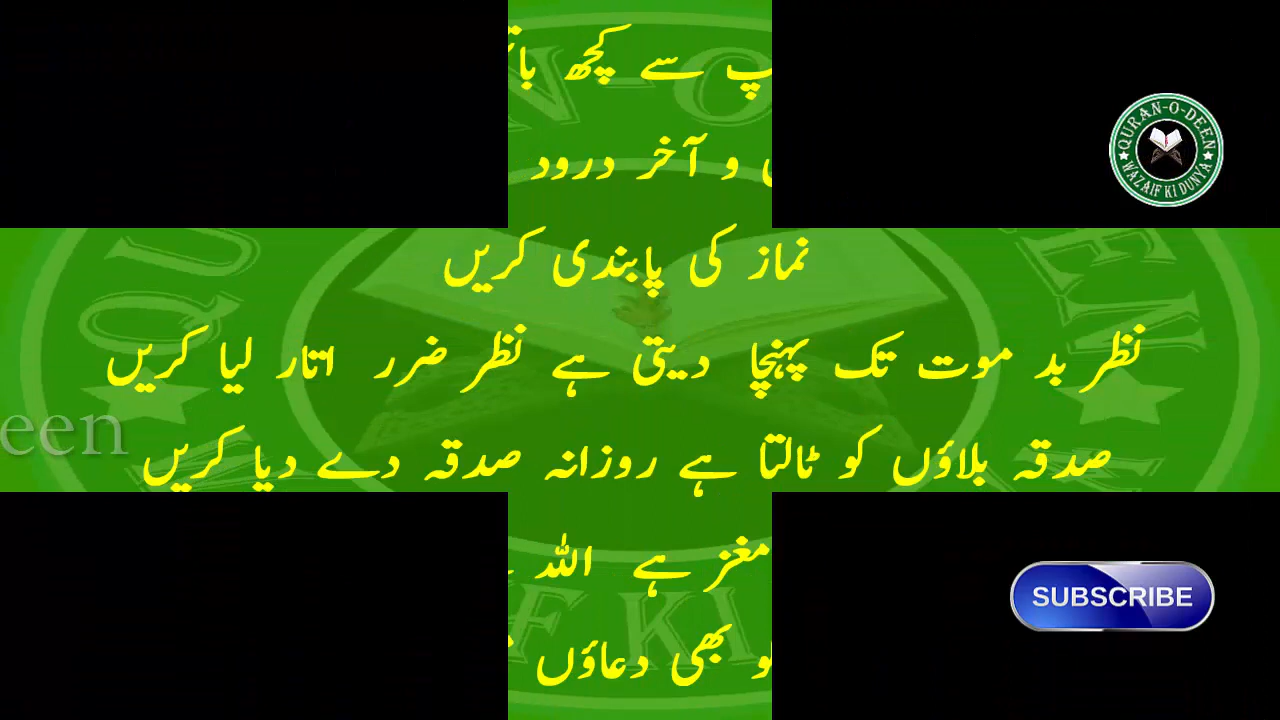 سے کچھ
و آخر درود
QURAN-O-DEEN
WAZAIF KI DUNYA
نماز کی پابندی کریں
نظر بد موت تک پہنچا دیتی ہے نظر ضرر اتار لیا کریں
een
صدقہ بلاؤں کو ٹالتا ہے روزانہ صدقہ دے دیا کریں
مغز ہے اللہ
SUBSCRIBE
بھی دعاؤں